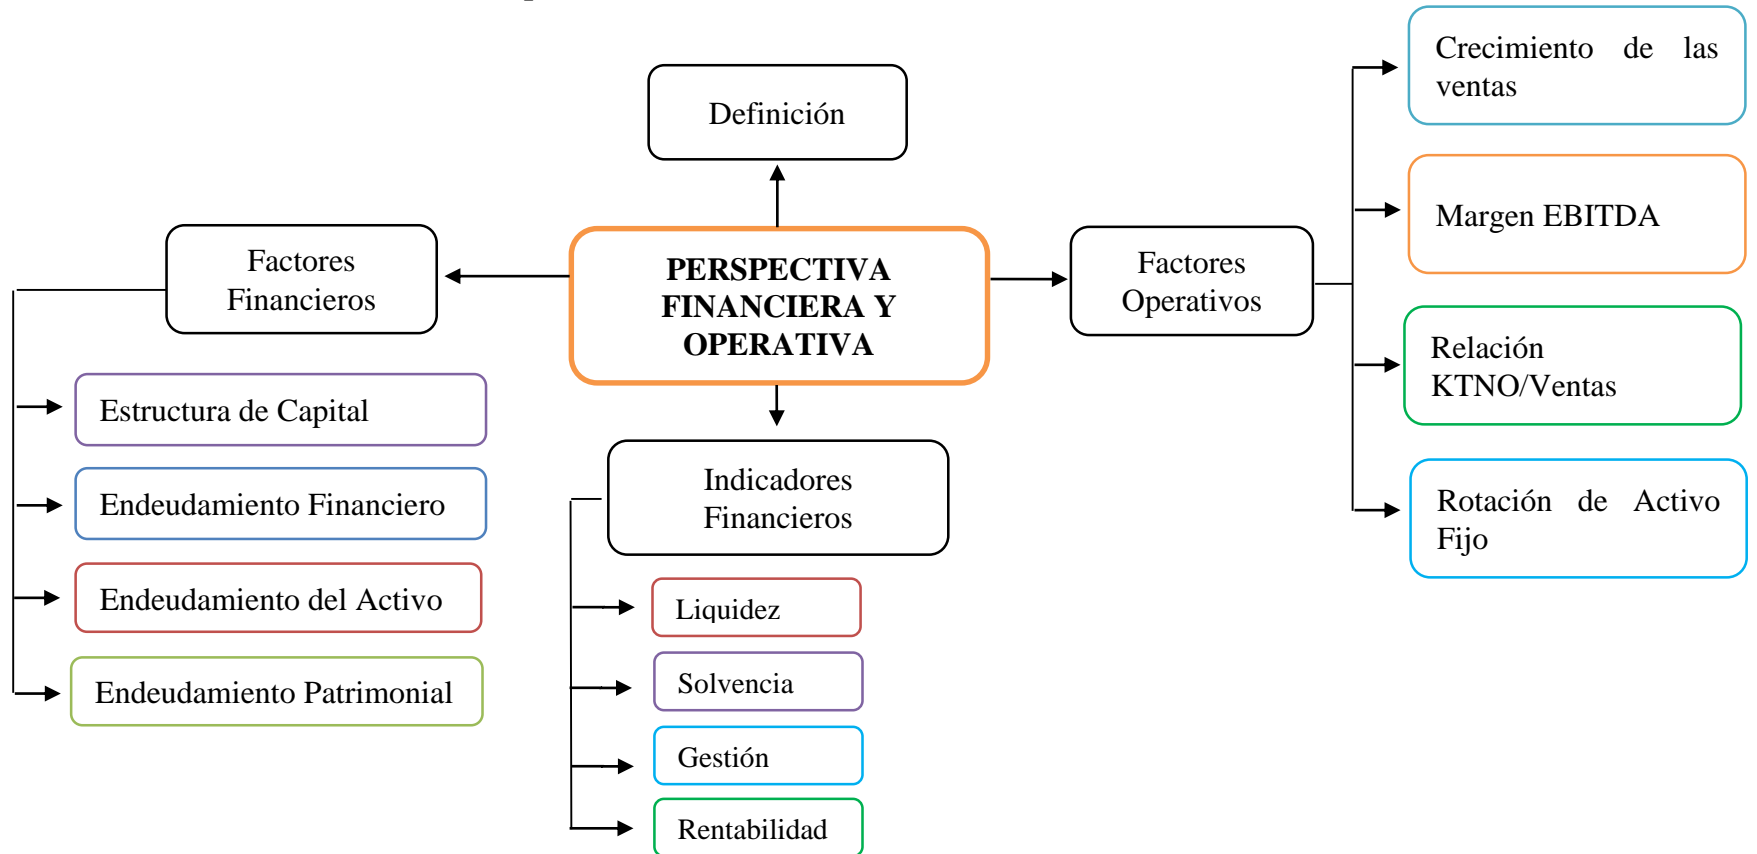 Definición
PERSPECTIVA
FINANCIERA Y
OPERATIVA
Factores
Financieros
Estructura de Capital
Endeudamiento Financiero
Endeudamiento del Activo
Endeudamiento Patrimonial
Indicadores
Financieros
Liquidez
Solvencia
Gestión
Rentabilidad
Factores
Operativos
Crecimiento de las
ventas
Margen EBITDA
Relación
KTNO/Ventas
Rotación de Activo
Fijo